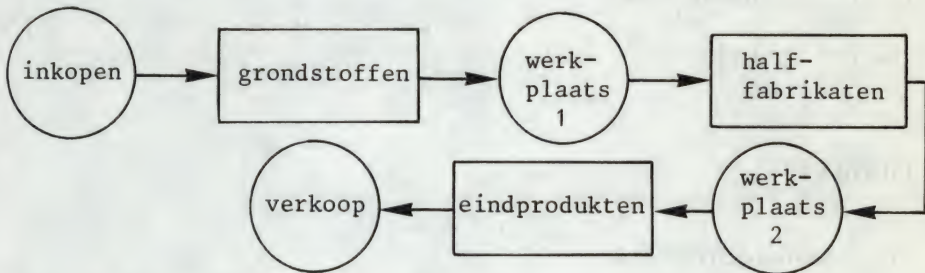 inkopen
grondstoffen
werk-
plaats
1
half-
fabrikaten
werk-
plaats
2
eindprodukten
verkoop